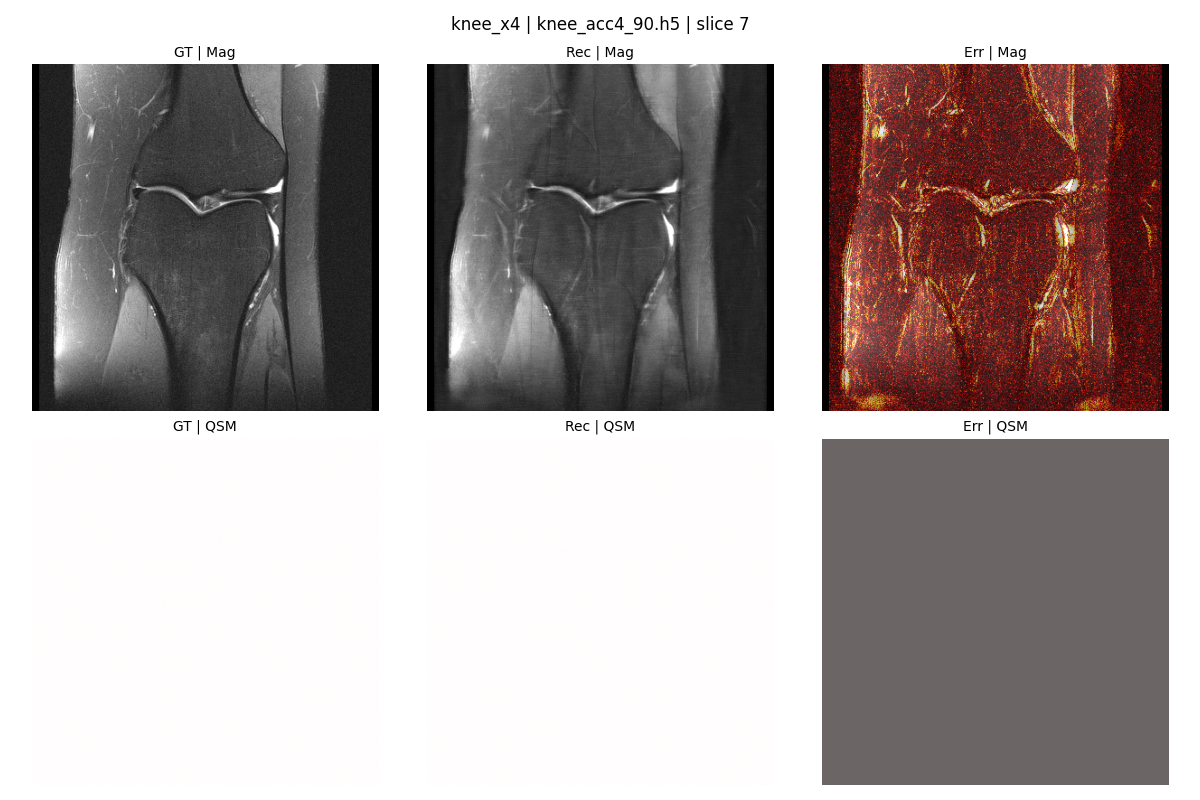 knee_x4 | knee_acc4_90.h5 | slice 7
GT | Mag
Rec | Mag
Err | Mag
GT | QSM
Rec | QSM
Err | QSM